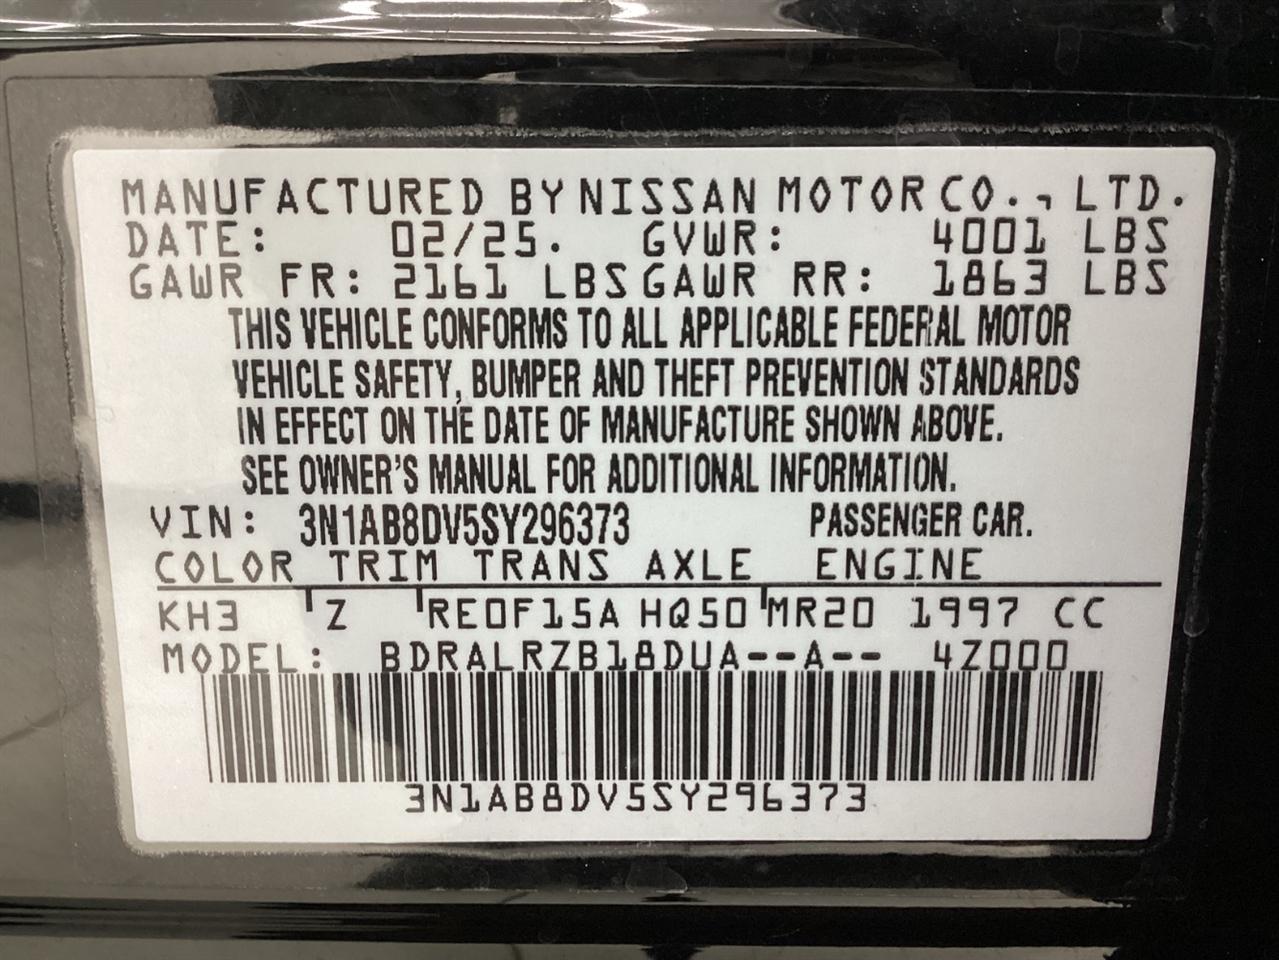 MANUFACTURED BY NISSAN MOTOR CO., LTD.
DATE: 02/25. GVWR: 4001 LBS
GAWR FR: 2161 LBS GAWR RR: 1863 LBS
THIS VEHICLE CONFORMS TO ALL APPLICABLE FEDERAL MOTOR
VEHICLE SAFETY, BUMPER AND THEFT PREVENTION STANDARDS
IN EFFECT ON THE DATE OF MANUFACTURE SHOWN ABOVE.
SEE OWNER'S MANUAL FOR ADDITIONAL INFORMATION.
VIN: 3N1AB8DV5SY296373 PASSENGER CAR.
COLOR TRIM TRANS AXLE ENGINE
KH3 Z RE0F15A HQ50 MR20 1997 CC
MODEL: BDRALRZB18DUA--A-- 4Z000
3N1AB8DV5SY296373